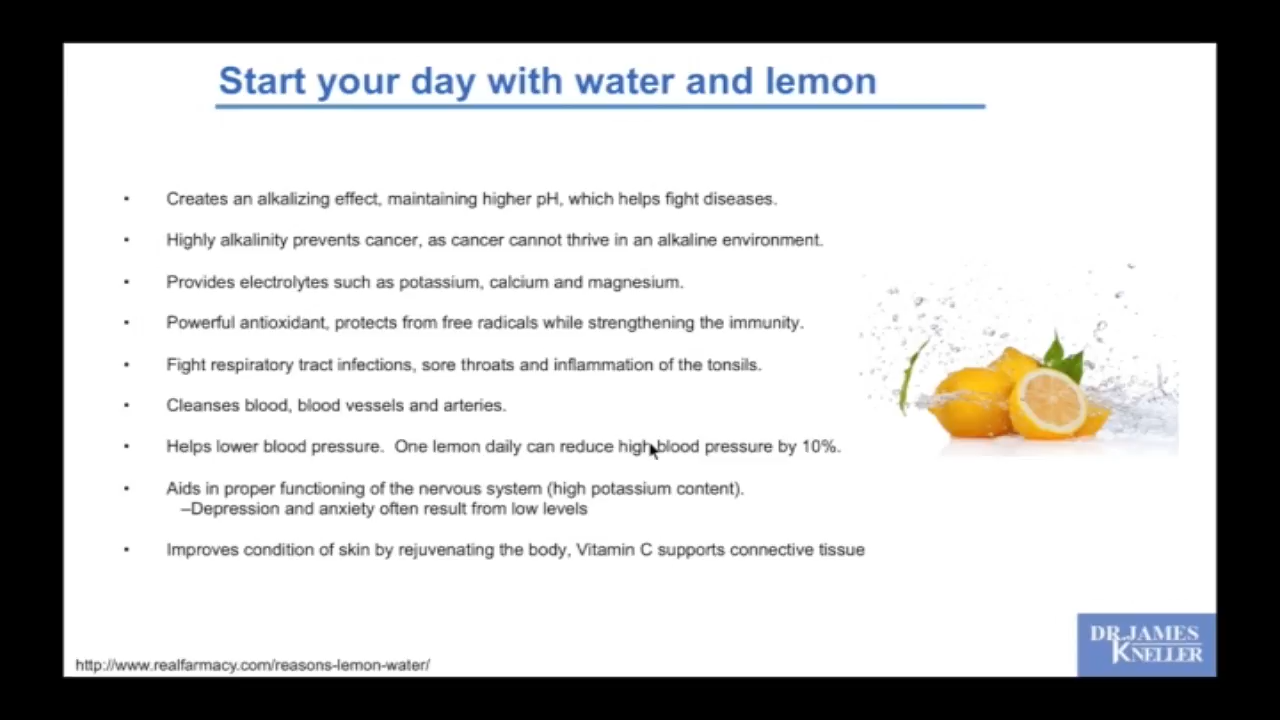 Start your day with water and lemon
• Creates an alkalizing effect, maintaining higher pH, which helps fight diseases.
• Highly alkalinity prevents cancer, as cancer cannot thrive in an alkaline environment.
• Provides electrolytes such as potassium, calcium and magnesium.
• Powerful antioxidant, protects from free radicals while strengthening the immunity.
• Fight respiratory tract infections, sore throats and inflammation of the tonsils.
• Cleanses blood, blood vessels and arteries.
• Helps lower blood pressure.  One lemon daily can reduce high blood pressure by 10%.
• Aids in proper functioning of the nervous system (high potassium content).
–Depression and anxiety often result from low levels
• Improves condition of skin by rejuvenating the body, Vitamin C supports connective tissue
http://www.realfarmacy.com/reasons-lemon-water/
DR.JAMES
KNELLER